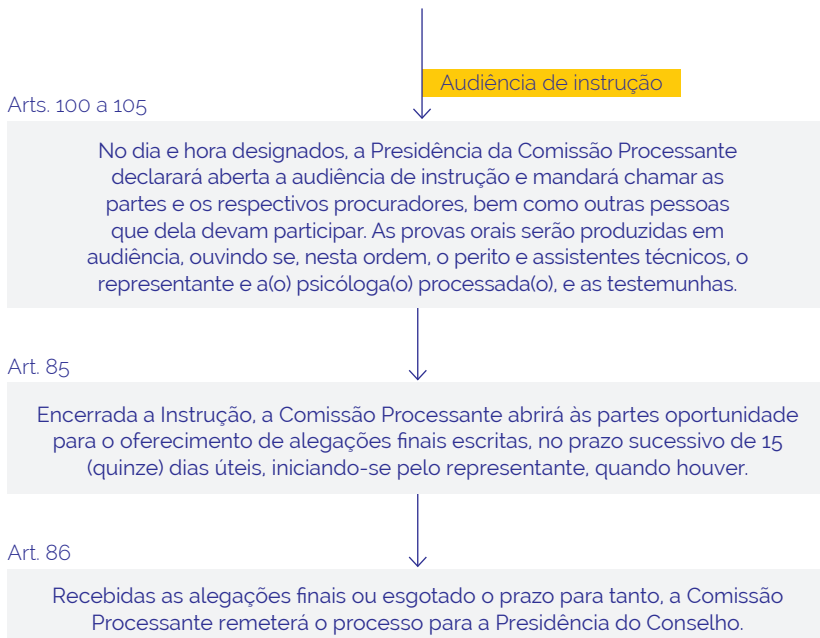 Audiência de instrução
Arts. 100 a 105
No dia e hora designados, a Presidência da Comissão Processante
declarará aberta a audiência de instrução e mandará chamar as
partes e os respectivos procuradores, bem como outras pessoas
que dela devam participar. As provas orais serão produzidas em
audiência, ouvindo se, nesta ordem, o perito e assistentes técnicos, o
representante e a(o) psicóloga(o) processada(o), e as testemunhas.
Art. 85
Encerrada a Instrução, a Comissão Processante abrirá às partes oportunidade
para o oferecimento de alegações finais escritas, no prazo sucessivo de 15
(quinze) dias úteis, iniciando-se pelo representante, quando houver.
Art. 86
Recebidas as alegações finais ou esgotado o prazo para tanto, a Comissão
Processante remeterá o processo para a Presidência do Conselho.